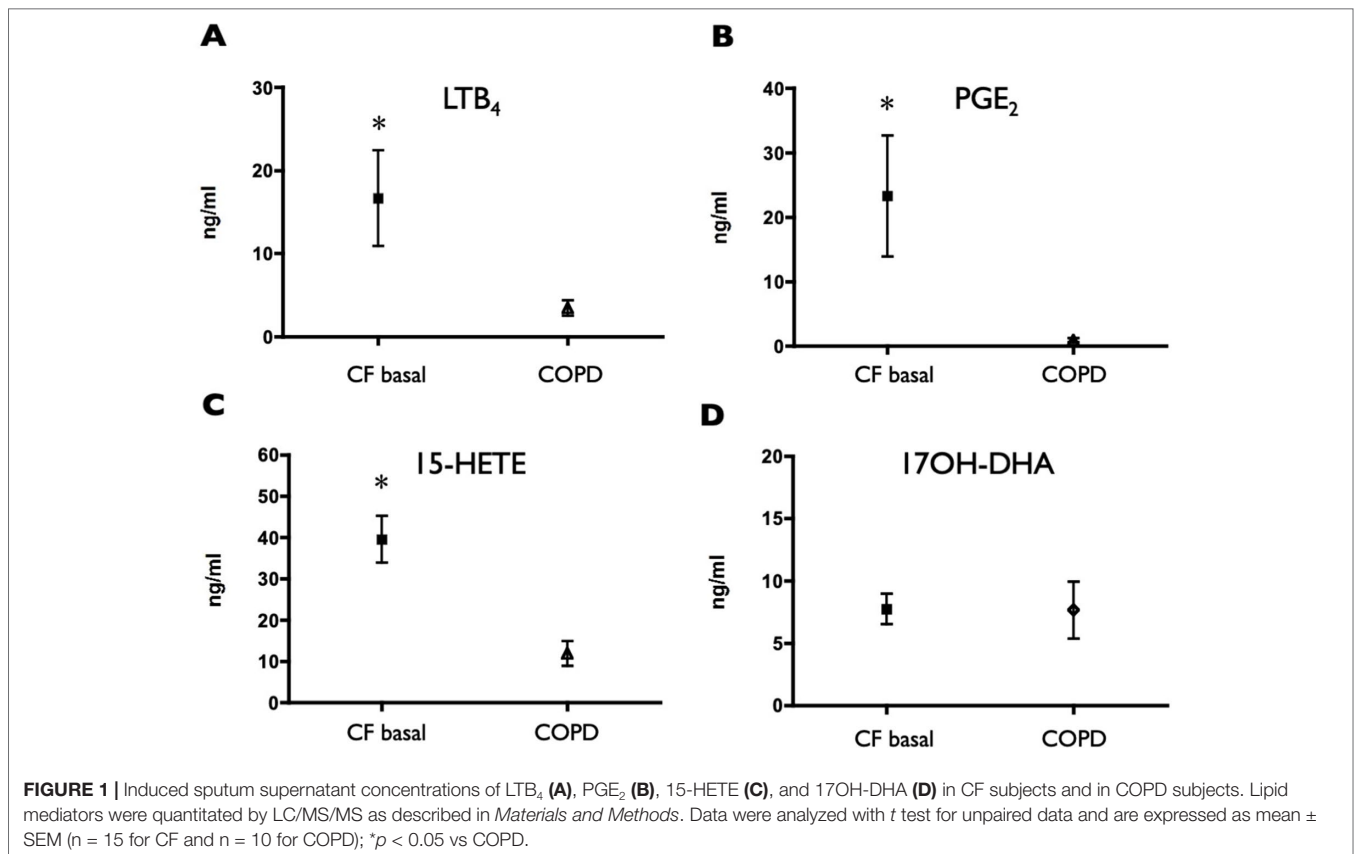 A
LTB₄
30
20
10
0
ng/ml
*
CF basal
COPD
B
PGE₂
40
30
20
10
0
ng/ml
*
CF basal
COPD
C
15-HETE
60
50
40
30
20
10
0
ng/ml
*
CF basal
COPD
D
17OH-DHA
20
15
10
5
0
ng/ml
CF basal
COPD
FIGURE 1 | Induced sputum supernatant concentrations of LTB₄ (A), PGE₂ (B), 15-HETE (C), and 17OH-DHA (D) in CF subjects and in COPD subjects. Lipid
mediators were quantitated by LC/MS/MS as described in Materials and Methods. Data were analyzed with t test for unpaired data and are expressed as mean ±
SEM (n = 15 for CF and n = 10 for COPD); *p < 0.05 vs COPD.